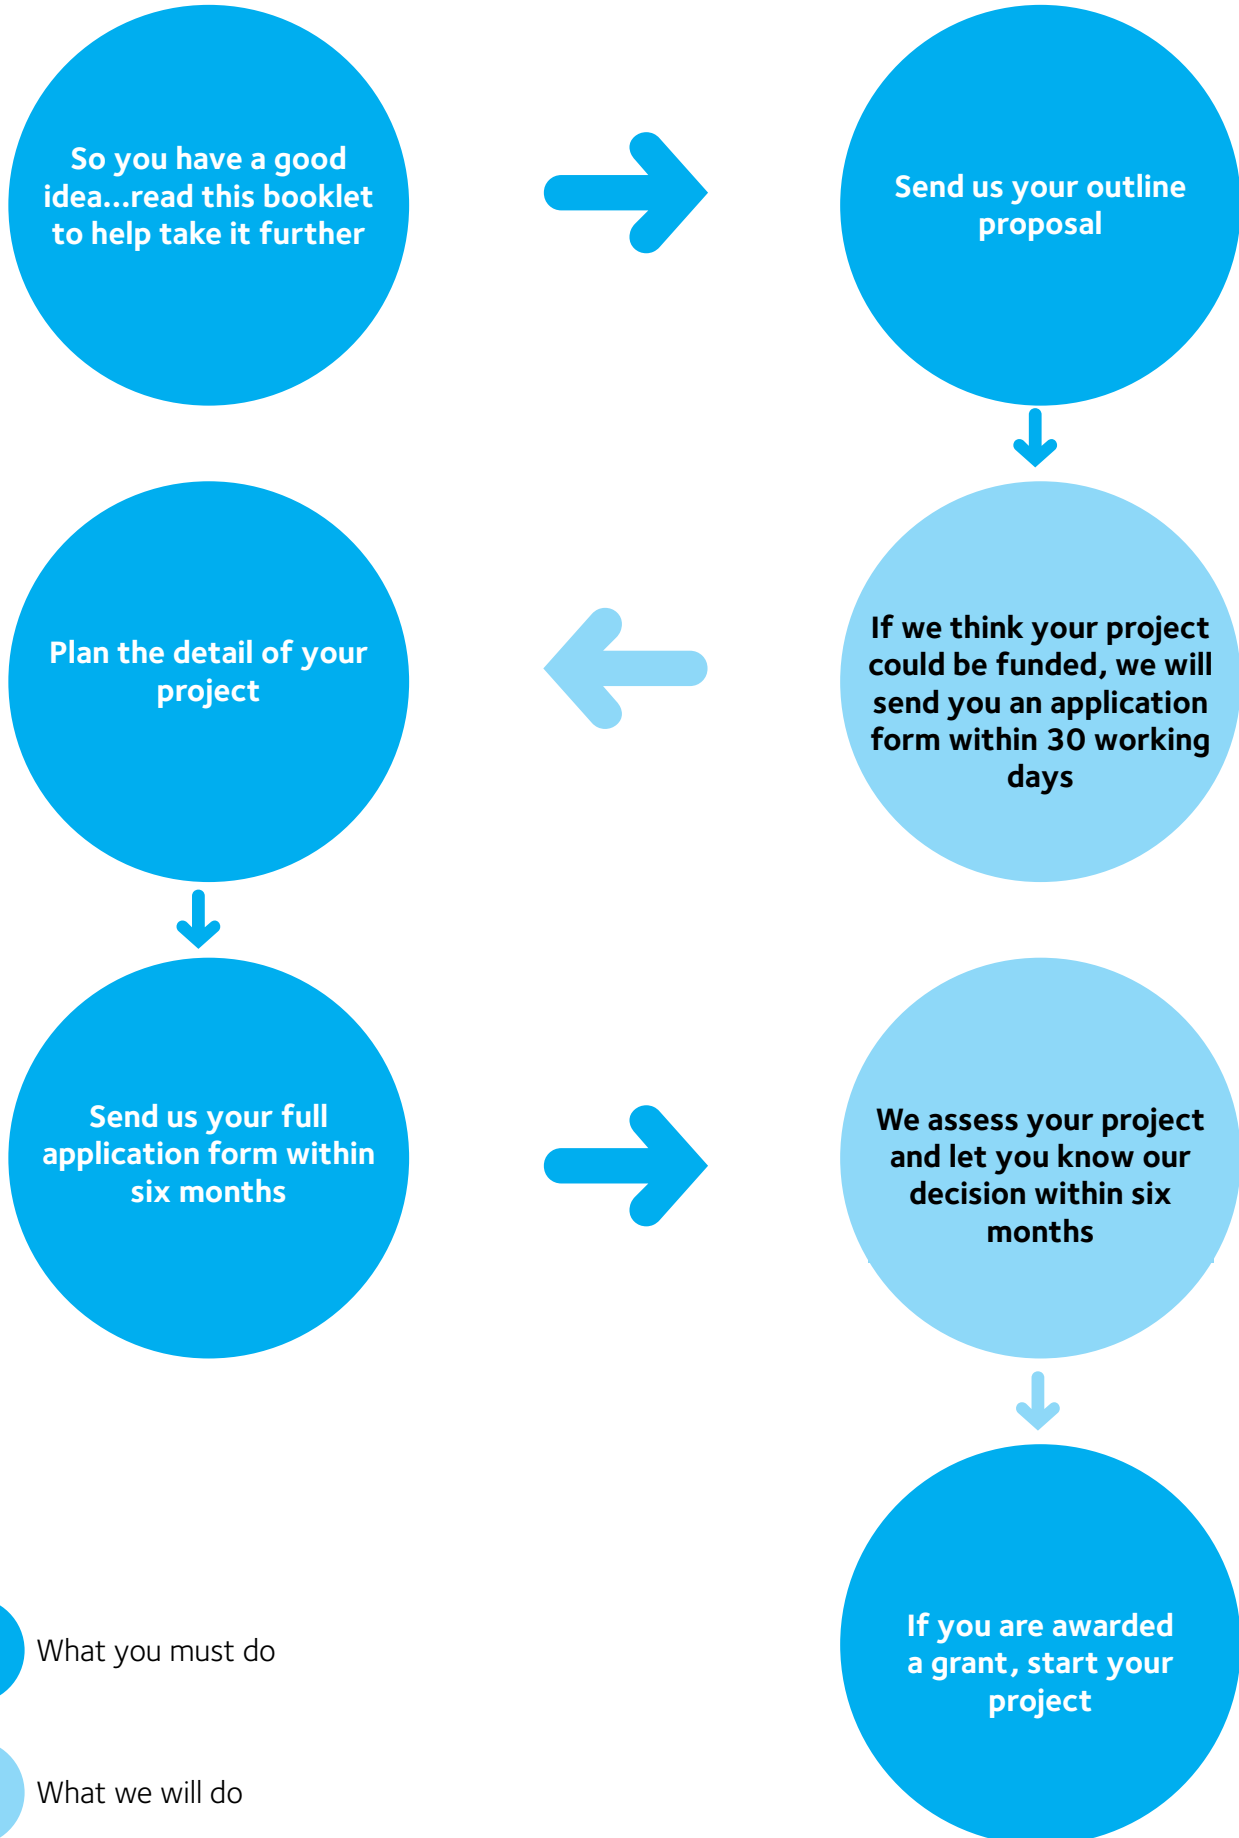 So you have a good
idea...read this booklet
to help take it further
Send us your outline
proposal
If we think your project
could be funded, we will
send you an application
form within 30 working
days
Plan the detail of your
project
Send us your full
application form within
six months
We assess your project
and let you know our
decision within six
months
If you are awarded
a grant, start your
project
What you must do
What we will do